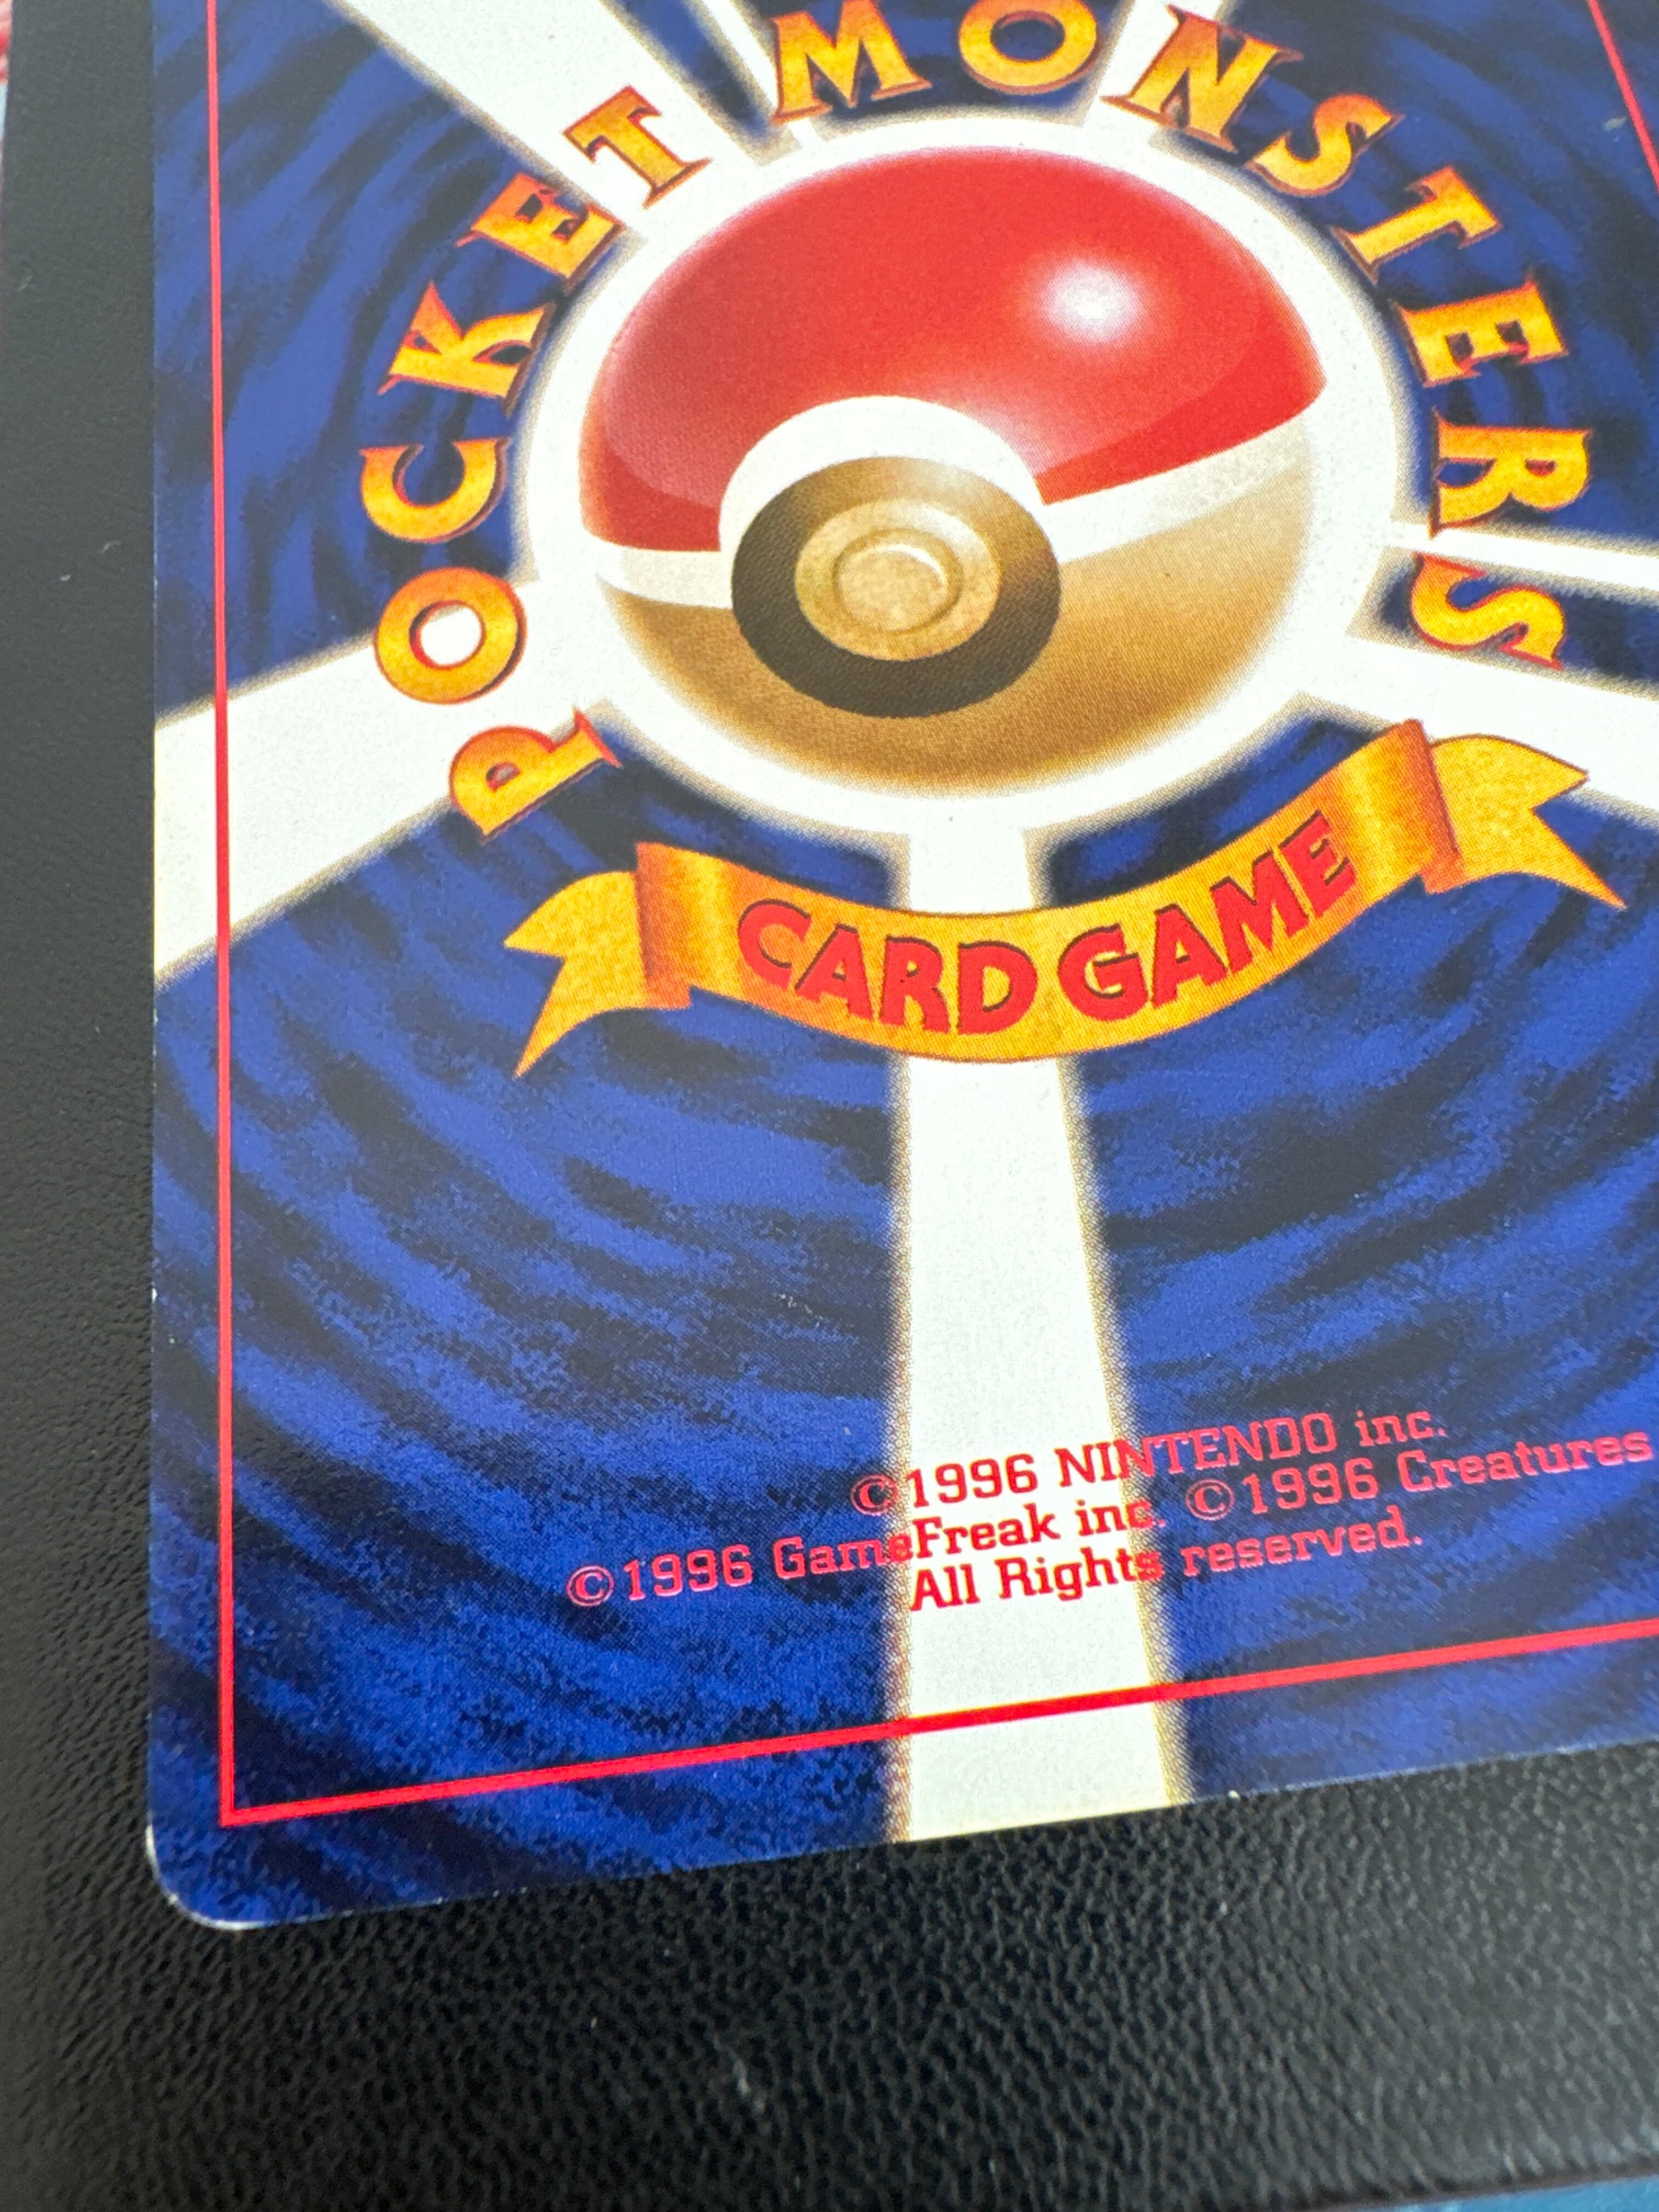 POCKET MONSTERS
CARD GAME
©1996 NINTENDO inc.
©1996 GameFreak inc. ©1996 Creatures
All Rights reserved.